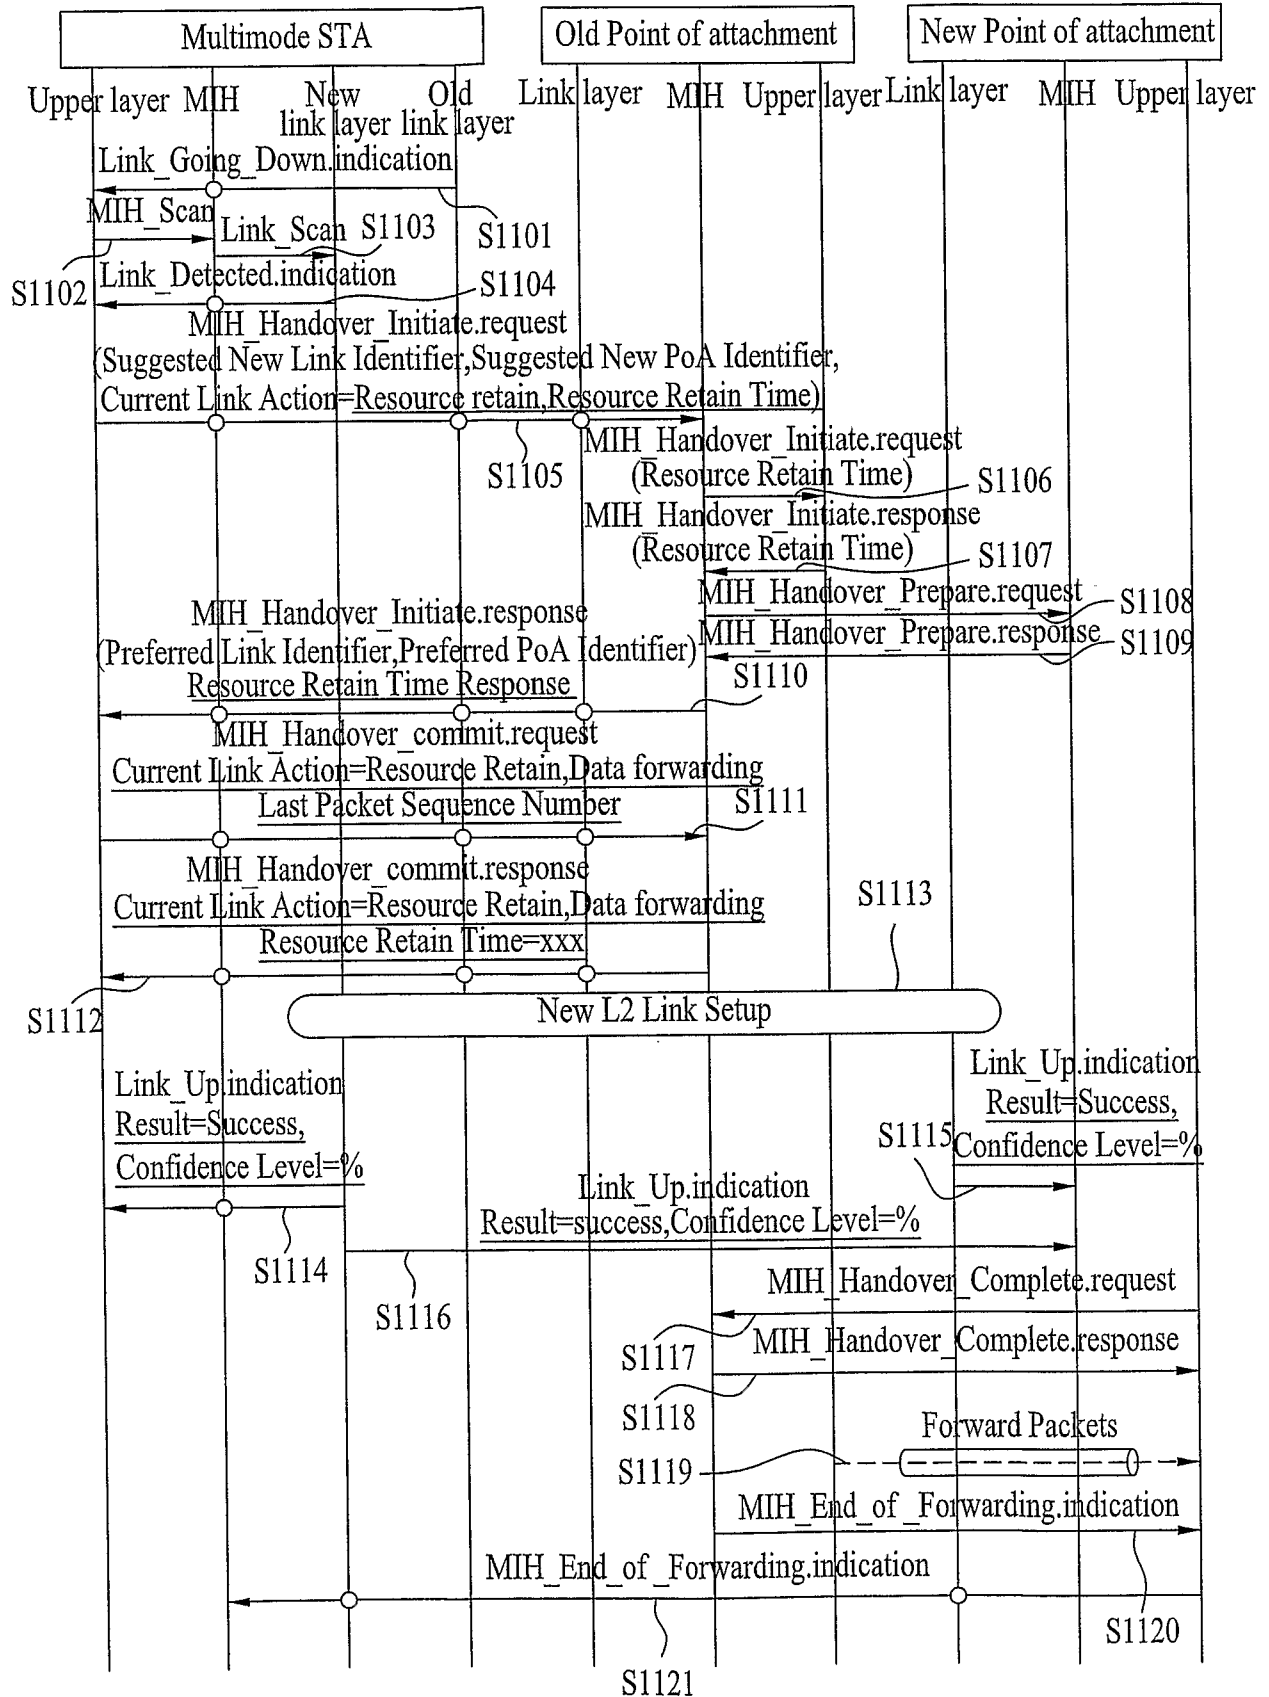 Multimode STA
Old Point of attachment
New Point of attachment
Upper layer
MIH
New
link layer
Old
link layer
Link layer
MIH
Upper layer
Link layer
MIH
Upper layer
Link_Going_Down.indication
S1101
MIH_Scan
S1102
Link_Scan
S1103
Link_Detected.indication
S1104
MIH_Handover_Initiate.request
(Suggested New Link Identifier,Suggested New PoA Identifier,
Current Link Action=Resource retain,Resource Retain Time)
S1105
MIH_Handover_Initiate.request
(Resource Retain Time)
S1106
MIH_Handover_Initiate.response
(Resource Retain Time)
S1107
MIH_Handover_Prepare.request
S1108
MIH_Handover_Prepare.response
S1109
MIH_Handover_Initiate.response
(Preferred Link Identifier,Preferred PoA Identifier)
Resource Retain Time Response
S1110
MIH_Handover_commit.request
Current Link Action=Resource Retain,Data forwarding
Last Packet Sequence Number
S1111
MIH_Handover_commit.response
Current Link Action=Resource Retain,Data forwarding
Resource Retain Time=xxx
S1112
S1113
New L2 Link Setup
Link_Up.indication
Result=Success,
Confidence Level=%
S1114
Link_Up.indication
Result=Success,
Confidence Level=%
S1115
Link_Up.indication
Result=success,Confidence Level=%
S1116
MIH_Handover_Complete.request
S1117
MIH_Handover_Complete.response
S1118
Forward Packets
S1119
MIH_End_of _Forwarding.indication
S1120
MIH_End_of _Forwarding.indication
S1121